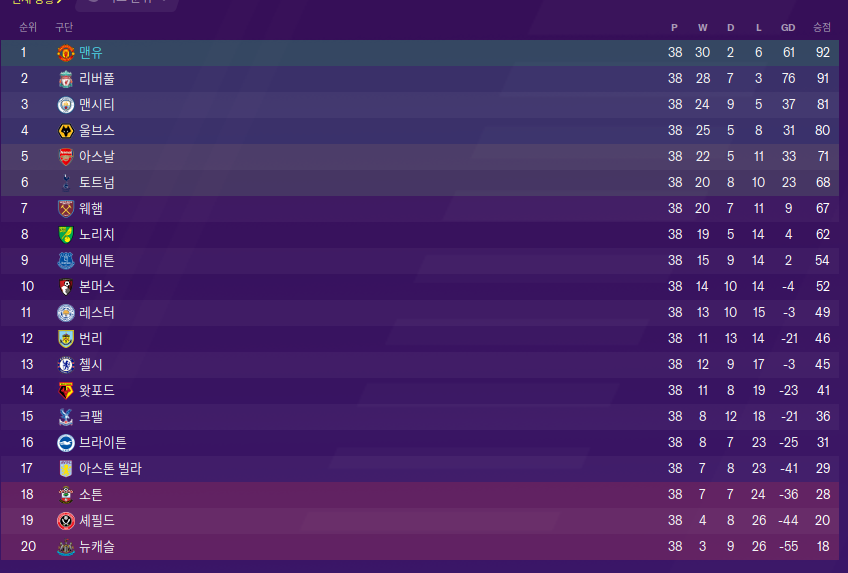 순위 구단 P W D L GD 승점
1 맨유 38 30 2 6 61 92
2 리버풀 38 28 7 3 76 91
3 맨시티 38 24 9 5 37 81
4 울브스 38 25 5 8 31 80
5 아스날 38 22 5 11 33 71
6 토트넘 38 20 8 10 23 68
7 웨햄 38 20 7 11 9 67
8 노리치 38 19 5 14 4 62
9 에버튼 38 15 9 14 2 54
10 본머스 38 14 10 14 -4 52
11 레스터 38 13 10 15 -3 49
12 번리 38 11 13 14 -21 46
13 첼시 38 12 9 17 -3 45
14 왓포드 38 11 8 19 -23 41
15 크팰 38 8 12 18 -21 36
16 브라이튼 38 8 7 23 -25 31
17 아스톤 빌라 38 7 8 23 -41 29
18 소튼 38 7 7 24 -36 28
19 셰필드 38 4 8 26 -44 20
20 뉴캐슬 38 3 9 26 -55 18